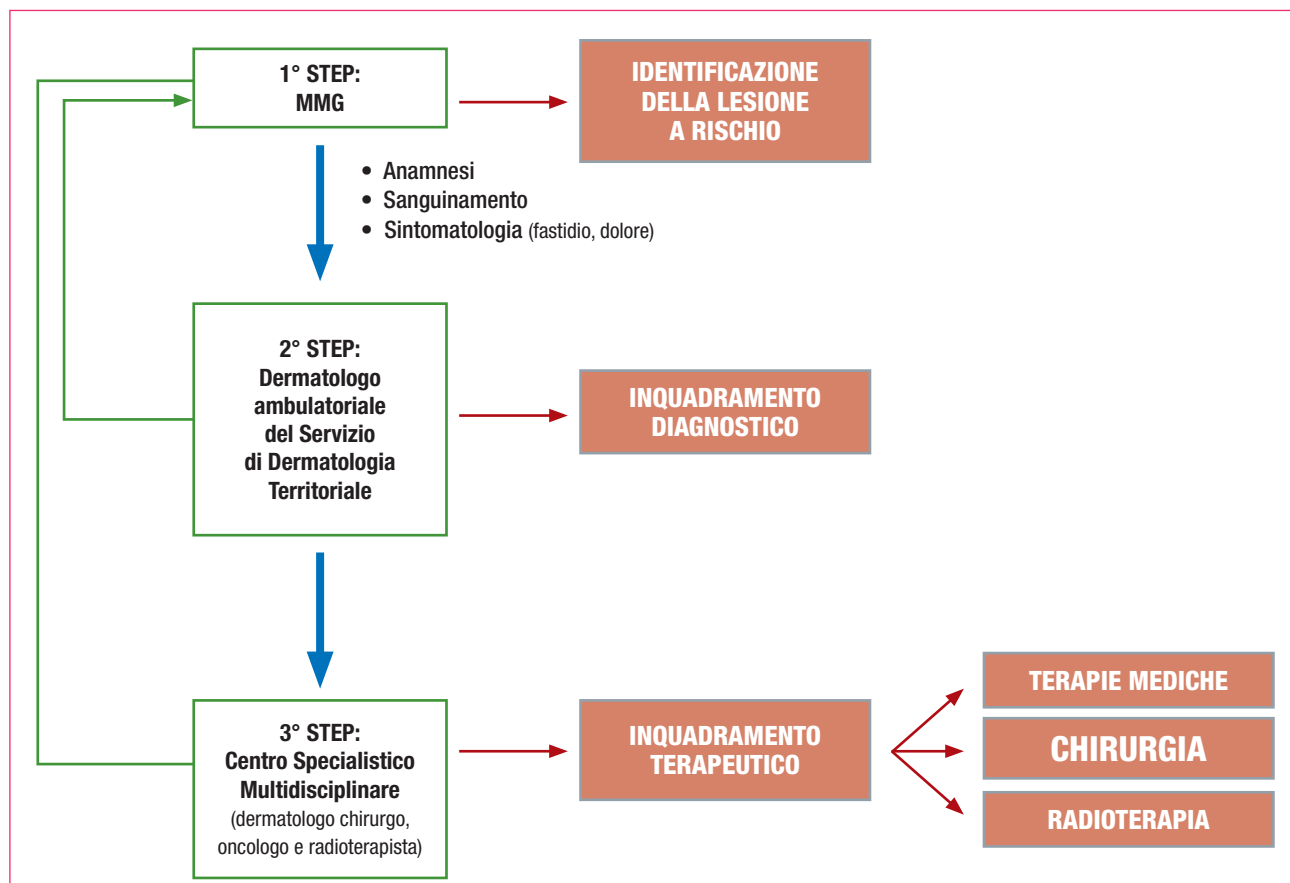 1° STEP:
MMG
IDENTIFICAZIONE
DELLA LESIONE
A RISCHIO
• Anamnesi
• Sanguinamento
• Sintomatologia (fastidio, dolore)
2° STEP:
Dermatologo
ambulatoriale
del Servizio
di Dermatologia
Territoriale
INQUADRAMENTO
DIAGNOSTICO
3° STEP:
Centro Specialistico
Multidisciplinare
(dermatologo chirurgo,
oncologo e radioterapista)
INQUADRAMENTO
TERAPEUTICO
TERAPIE MEDICHE
CHIRURGIA
RADIOTERAPIA